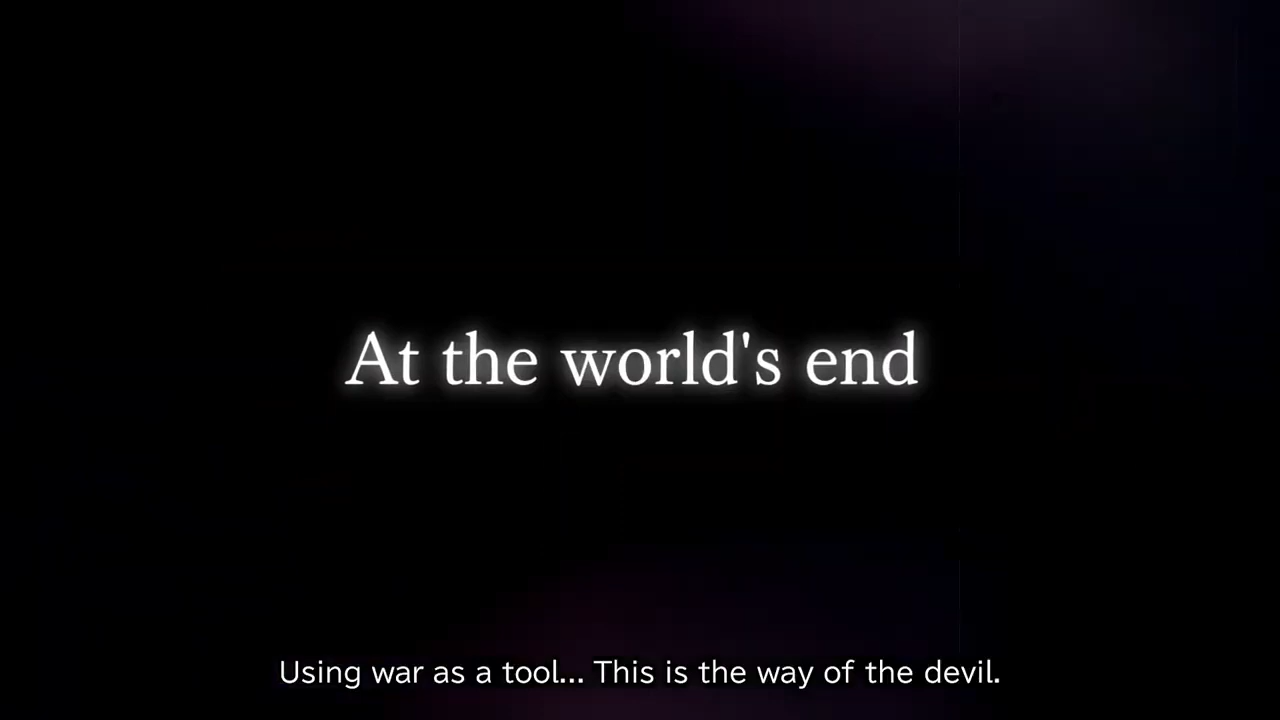 At the world's end
Using war as a tool... This is the way of the devil.